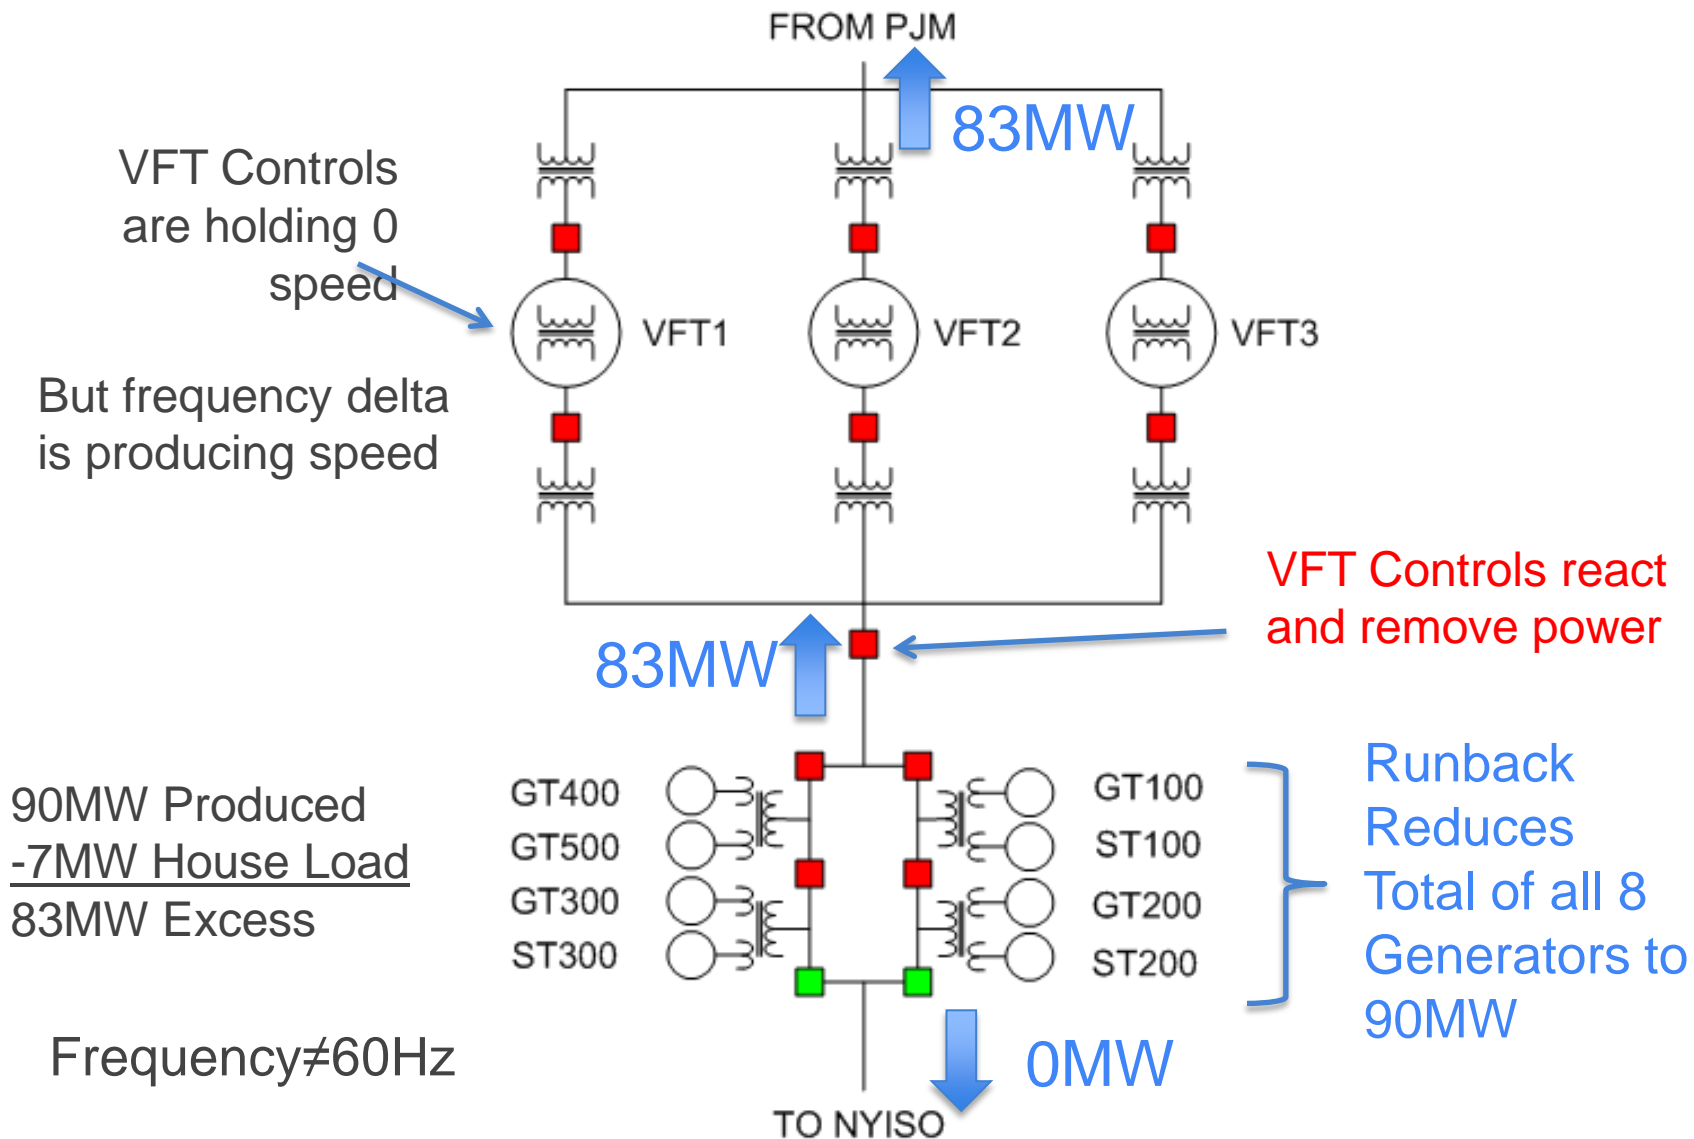 FROM PJM
83MW
VFT Controls
are holding 0
speed
VFT1
VFT2
VFT3
But frequency delta
is producing speed
VFT Controls react
and remove power
83MW
90MW Produced
-7MW House Load
83MW Excess
GT400
GT500
GT300
ST300
GT100
ST100
GT200
ST200
Runback
Reduces
Total of all 8
Generators to
90MW
Frequency≠60Hz
0MW
TO NYISO